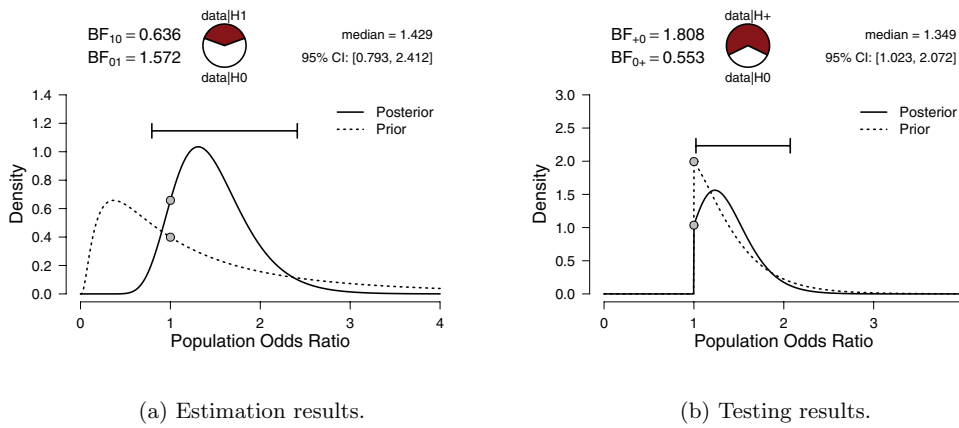 data|H1
BF10 = 0.636
BF01 = 1.572
data|H0
median = 1.429
95% CI: [0.793, 2.412]
1.4
1.2
1.0
0.8
0.6
0.4
0.2
0.0
Density
Posterior
Prior
0 1 2 3 4
Population Odds Ratio
(a) Estimation results.
data|H+
BF+0 = 1.808
BF0+ = 0.553
data|H0
median = 1.349
95% CI: [1.023, 2.072]
3.0
2.5
2.0
1.5
1.0
0.5
0.0
Density
Posterior
Prior
0 1 2 3
Population Odds Ratio
(b) Testing results.